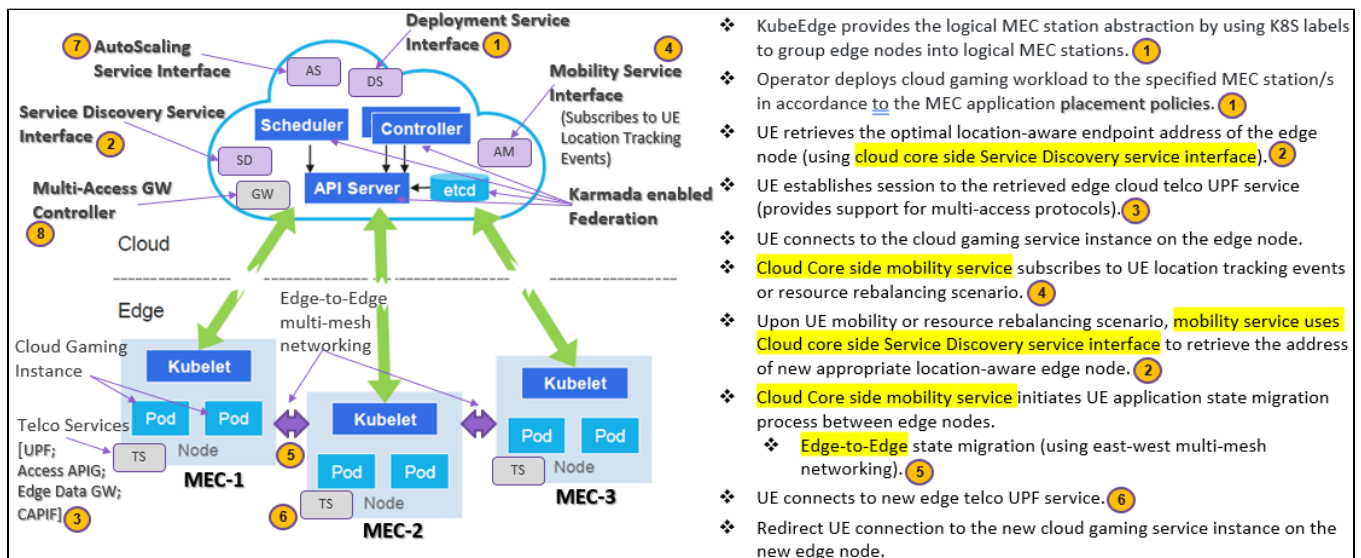 7 AutoScaling
Service Interface
Deployment Service
Interface 1
4
Mobility Service
Interface
(Subscribes to UE
Location Tracking
Events)
AS
DS
Service Discovery Service
Interface
2
Scheduler
Controller
AM
SD
Multi-Access GW
Controller
8
GW
API Server
etcd
Karmada enabled
Federation
Cloud
Edge
Edge-to-Edge
multi-mesh
networking
Cloud Gaming
Instance
Kubelet
Pod
Pod
Node
Telco Services
[UPF;
Access APIG;
Edge Data GW;
CAPIF] 3
TS
MEC-1
5
Kubelet
Pod
Pod
Node
TS
6
MEC-2
Kubelet
Pod
Pod
Node
TS
MEC-3
❖ KubeEdge provides the logical MEC station abstraction by using K8S labels
to group edge nodes into logical MEC stations. 1
❖ Operator deploys cloud gaming workload to the specified MEC station/s
in accordance to the MEC application placement policies. 1
❖ UE retrieves the optimal location-aware endpoint address of the edge
node (using cloud core side Service Discovery service interface). 2
❖ UE establishes session to the retrieved edge cloud telco UPF service
(provides support for multi-access protocols). 3
❖ UE connects to the cloud gaming service instance on the edge node.
❖ Cloud Core side mobility service subscribes to UE location tracking events
or resource rebalancing scenario. 4
❖ Upon UE mobility or resource rebalancing scenario, mobility service uses
Cloud core side Service Discovery service interface to retrieve the address
of new appropriate location-aware edge node. 2
❖ Cloud Core side mobility service initiates UE application state migration
process between edge nodes.
❖ Edge-to-Edge state migration (using east-west multi-mesh
networking). 5
❖ UE connects to new edge telco UPF service. 6
❖ Redirect UE connection to the new cloud gaming service instance on the
new edge node.